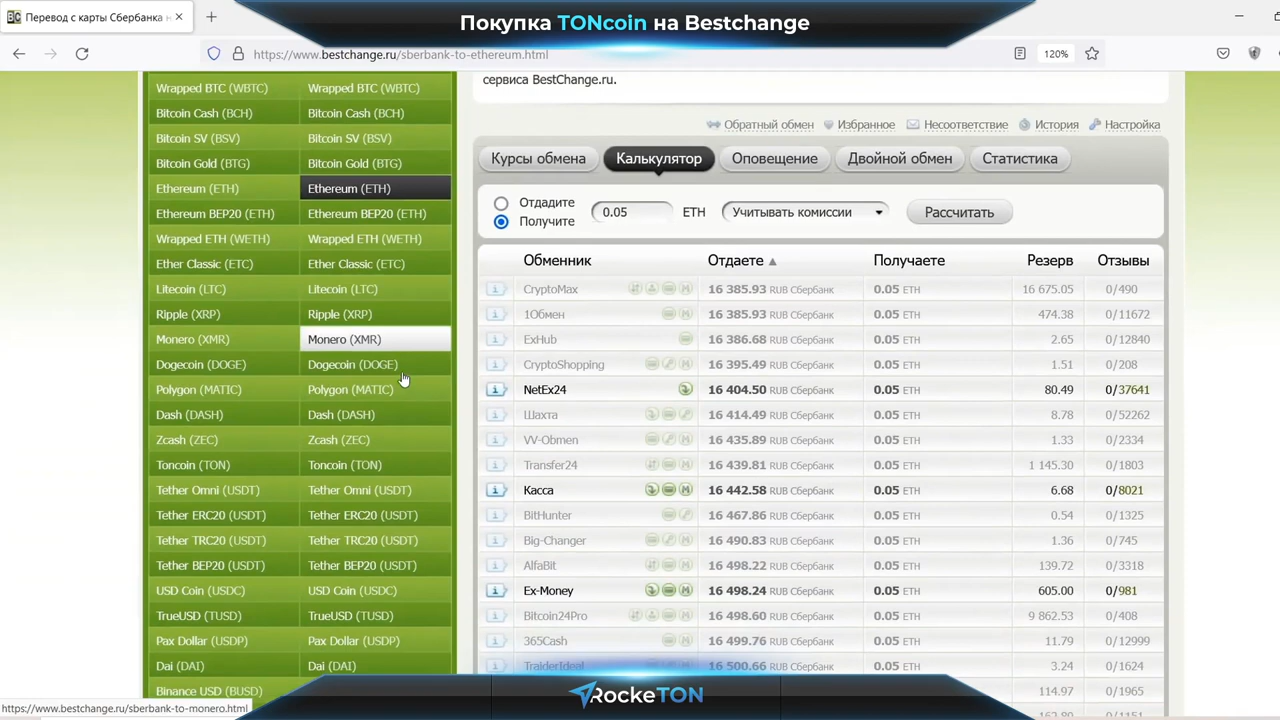 Покупка TONcoin на Bestchange
BC Перевод с карты Сбербанка н
https://www.bestchange.ru/sberbank-to-ethereum.html
120%
сервиса BestChange.ru.
Обратный обмен Избранное Несоответствие История Настройка
Курсы обмена Калькулятор Оповещение Двойной обмен Статистика
Отдадите
Получите
0.05 ETH Учитывать комиссии Рассчитать
Wrapped BTC (WBTC) Wrapped BTC (WBTC)
Bitcoin Cash (BCH) Bitcoin Cash (BCH)
Bitcoin SV (BSV) Bitcoin SV (BSV)
Bitcoin Gold (BTG) Bitcoin Gold (BTG)
Ethereum (ETH) Ethereum (ETH)
Ethereum BEP20 (ETH) Ethereum BEP20 (ETH)
Wrapped ETH (WETH) Wrapped ETH (WETH)
Ether Classic (ETC) Ether Classic (ETC)
Litecoin (LTC) Litecoin (LTC)
Ripple (XRP) Ripple (XRP)
Monero (XMR) Monero (XMR)
Dogecoin (DOGE) Dogecoin (DOGE)
Polygon (MATIC) Polygon (MATIC)
Dash (DASH) Dash (DASH)
Zcash (ZEC) Zcash (ZEC)
Toncoin (TON) Toncoin (TON)
Tether Omni (USDT) Tether Omni (USDT)
Tether ERC20 (USDT) Tether ERC20 (USDT)
Tether TRC20 (USDT) Tether TRC20 (USDT)
Tether BEP20 (USDT) Tether BEP20 (USDT)
USD Coin (USDC) USD Coin (USDC)
TrueUSD (TUSD) TrueUSD (TUSD)
Pax Dollar (USDP) Pax Dollar (USDP)
Dai (DAI) Dai (DAI)
Binance USD (BUSD)
Обменник Отдаете Получаете Резерв Отзывы
CryptoMax 16 385.93 RUB Сбербанк 0.05 ETH 16 675.05 0/490
1Обмен 16 385.93 RUB Сбербанк 0.05 ETH 474.38 0/11672
ExHub 16 386.68 RUB Сбербанк 0.05 ETH 2.65 0/12840
CryptoShopping 16 395.49 RUB Сбербанк 0.05 ETH 1.51 0/208
NetEx24 16 404.50 RUB Сбербанк 0.05 ETH 80.49 0/37641
Шахта 16 414.49 RUB Сбербанк 0.05 ETH 8.78 0/52262
VV-Obmen 16 435.89 RUB Сбербанк 0.05 ETH 1.33 0/2334
Transfer24 16 439.81 RUB Сбербанк 0.05 ETH 1 145.30 0/1803
Касса 16 442.58 RUB Сбербанк 0.05 ETH 6.68 0/8021
BitHunter 16 467.86 RUB Сбербанк 0.05 ETH 0.54 0/1325
Big-Changer 16 490.83 RUB Сбербанк 0.05 ETH 1.36 0/745
AlfaBit 16 498.22 RUB Сбербанк 0.05 ETH 139.72 0/3318
Ex-Money 16 498.24 RUB Сбербанк 0.05 ETH 605.00 0/981
Bitcoin24Pro 16 498.60 RUB Сбербанк 0.05 ETH 9 862.53 0/408
365Cash 16 499.76 RUB Сбербанк 0.05 ETH 11.79 0/12999
TraiderIdeal 16 500.66 RUB Сбербанк 0.05 ETH 3.24 0/1624
114.97 0/1965
https://www.bestchange.ru/sberbank-to-monero.html
RockeTON